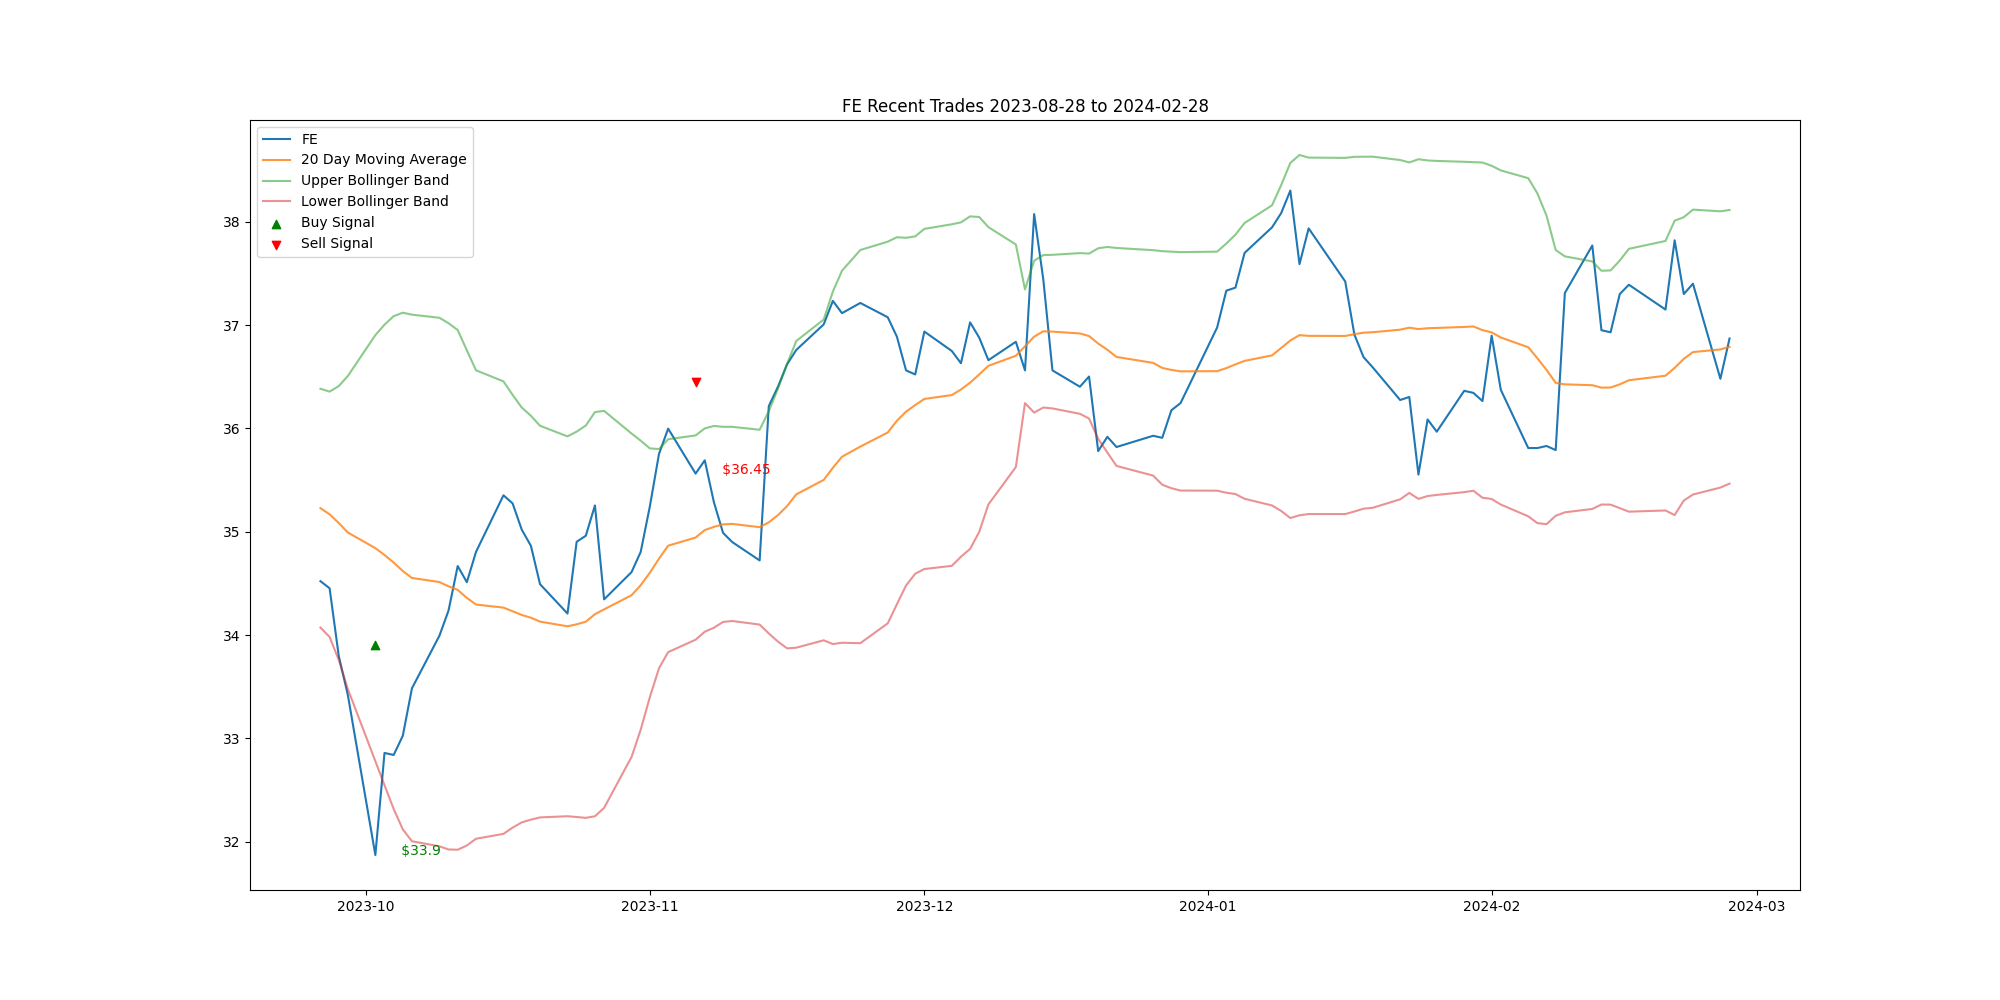 FE Recent Trades 2023-08-28 to 2024-02-28
FE
20 Day Moving Average
Upper Bollinger Band
Lower Bollinger Band
Buy Signal
Sell Signal
38
37
36
35
34
33
32
$36.45
$33.9
2023-10
2023-11
2023-12
2024-01
2024-02
2024-03